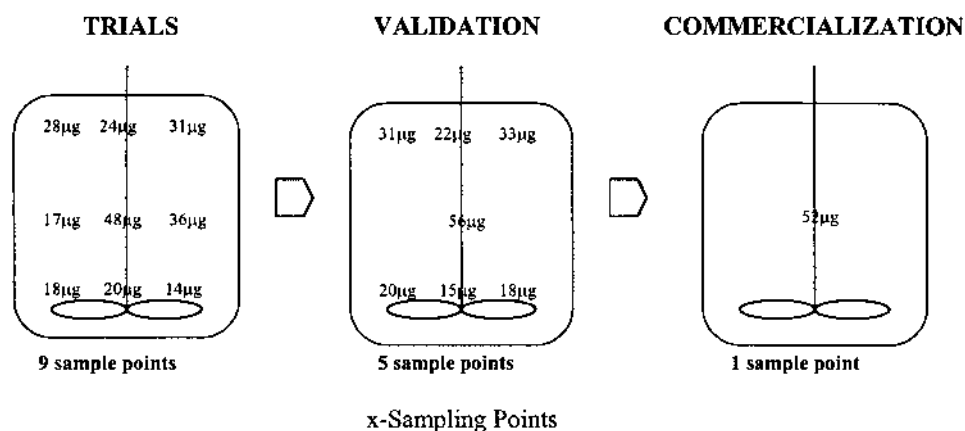 TRIALS VALIDATION COMMERCIALIZATION
28µg 24µg 31µg 31µg 22µg 33µg
17µg 48µg 36µg 56µg 52µg
18µg 20µg 14µg 20µg 15µg 18µg
9 sample points 5 sample points 1 sample point
x-Sampling Points